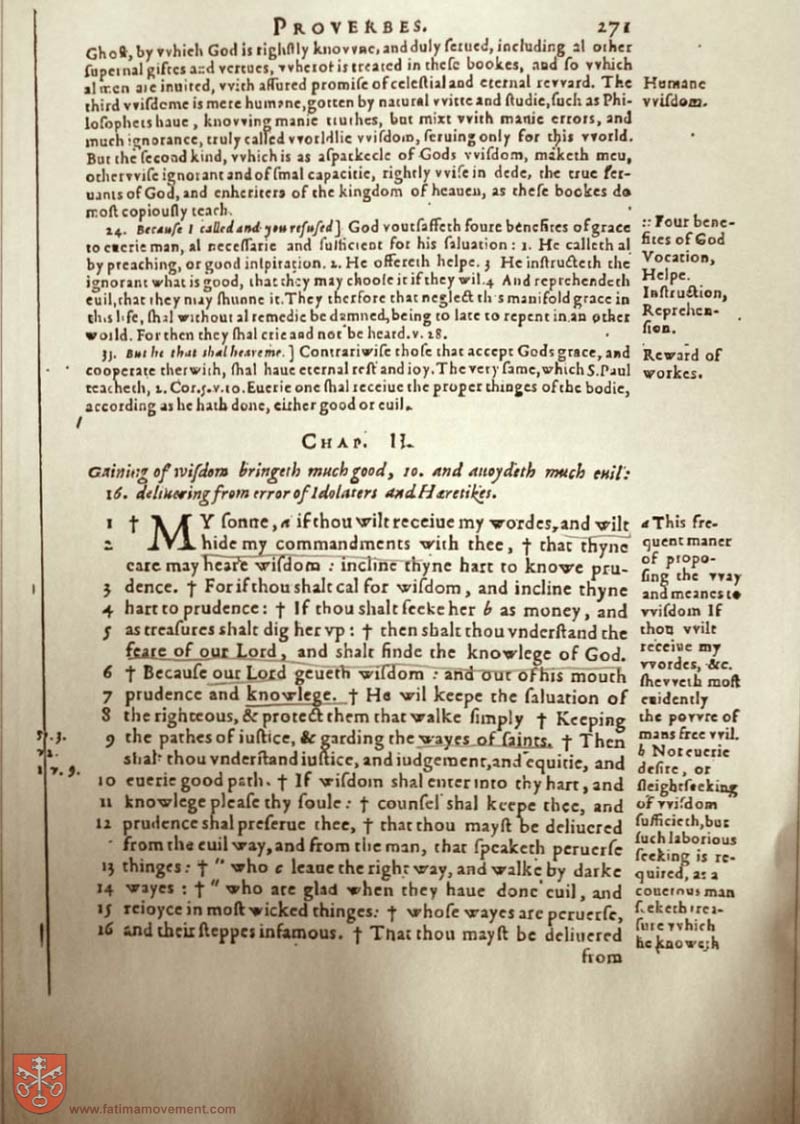 PROVERBES. 271
Ghoſt, by vvhich God is rightly knovvne, and duly ſerued, including al other
ſupernal giftes and vertues, vvherof is treated in theſe bookes, and ſo vvhich
al men are inuited, vvith aſſured promiſe of celeſtial and eternal revvard. The
third vviſdome is mere humane, gotten by natural vvitte and ſtudie, ſuch as Phi-
loſophers haue, knovving manie truthes, but mixt vvith manie errors, and
much ignorance, truly called vvorldlie vviſdom, ſeruing only for this vvorld.
But the ſecond kind, vvhich is as aſpackecle of Gods vviſdom, maketh meu,
othervviſe ignorant and of ſmal capacitie, rightly vviſe in dede, the true ſer-
uants of God, and enheriters of the kingdom of heauen, as theſe bookes do
moſt copiouſly teach.
Humane
vviſdom.
24. Becauſe I called and you refuſed] God voutſaffeth foure benefites of grace
to euerie man, al neceſſarie and ſufficient for his ſaluation: 1. He calleth al
by preaching, or good inſpiration. 2. He offereth helpe. 3 He inſtructeth the
ignorant what is good, that they may chooſe it if they wil. 4 And reprehendeth
euil, that they may ſhunne it. They therfore that neglect this manifold grace in
this life, ſhal without al remedie be damned, being to late to repent in an other
world. For then they ſhal crie and not be heard. v. 28.
:: Four bene-
fites of God
Vocation,
Helpe.
Inſtruction,
Reprehen-
ſion.
33. But he that shal heare me.] Contrariwiſe thoſe that accept Gods grace, and
cooperate therwith, ſhal haue eternal reſt and ioy. The very ſame, which S. Paul
teacheth, 2. Cor. 5. v. 10. Euerie one ſhal receiue the proper thinges of the bodie,
according as he hath done, either good or euil.
Reward of
workes.
CHAP. II.
Gaining of wiſdom bringeth much good, 10. and auoydeth much euil:
16. deliuering from error of Idolaters and Heretikes.
1 † MY ſonne, a if thou wilt receiue my wordes, and wilt
2 hide my commandments with thee, † that thyne
eare may heare wiſdom : incline thyne hart to knowe pru-
3 dence. † For if thou shalt cal for wiſdom, and incline thyne
4 hart to prudence: † If thou shalt ſeeke her b as money, and
5 as treaſures shalt dig her vp: † then shalt thou vnderſtand the
feare of our Lord, and shalt finde the knowlege of God.
6 † Becauſe our Lord geueth wiſdom : and out of his mouth
7 prudence and knowlege. † He wil keepe the ſaluation of
8 the righteous, & protect them that walke ſimply † Keeping
9 the pathes of iuſtice, & garding the wayes of ſaints. † Then
shalt thou vnderſtand iuſtice, and iudgement, and equitie, and
10 euerie good path. † If wiſdom shal enter into thy hart, and
11 knowlege pleaſe thy ſoule: † counſel shal keepe thee, and
12 prudence shal preſerue thee, † that thou mayſt be deliuered
from the euil way, and from the man, that ſpeaketh peruerſe
13 thinges: † " who c leaue the right way, and walke by darke
14 wayes : † " who are glad when they haue done euil, and
15 reioyce in moſt wicked thinges: † whoſe wayes are peruerſe,
16 and their ſteppes infamous. † That thou mayſt be deliuered
from
a This fre-
quent maner
of propo-
ſing the vvay
and meanes to
vviſdom If
thou vvilt
receiue my
vvordes, &c.
ſhevveth moſt
euidently
the povvre of
mans free vvil.
b Not euerie
deſire, or
ſleight ſeeking
of vviſdom
ſufficieth, but
ſuch laborious
ſeeking is re-
quired, as a
couetous man
ſeeketh trea-
ſure vvhich
he knoweth
5. 3.
7 2.
1 7. 9.
www.fatimamovement.com